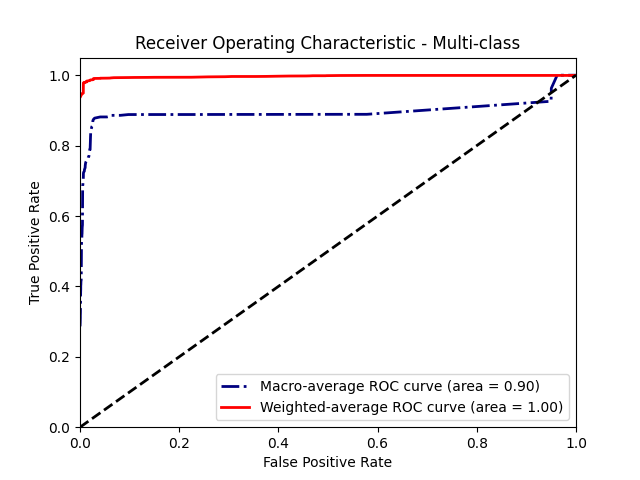 Receiver Operating Characteristic - Multi-class
True Positive Rate
1.0
0.8
0.6
0.4
0.2
0.0
Macro-average ROC curve (area = 0.90)
Weighted-average ROC curve (area = 1.00)
0.0 0.2 0.4 0.6 0.8 1.0
False Positive Rate